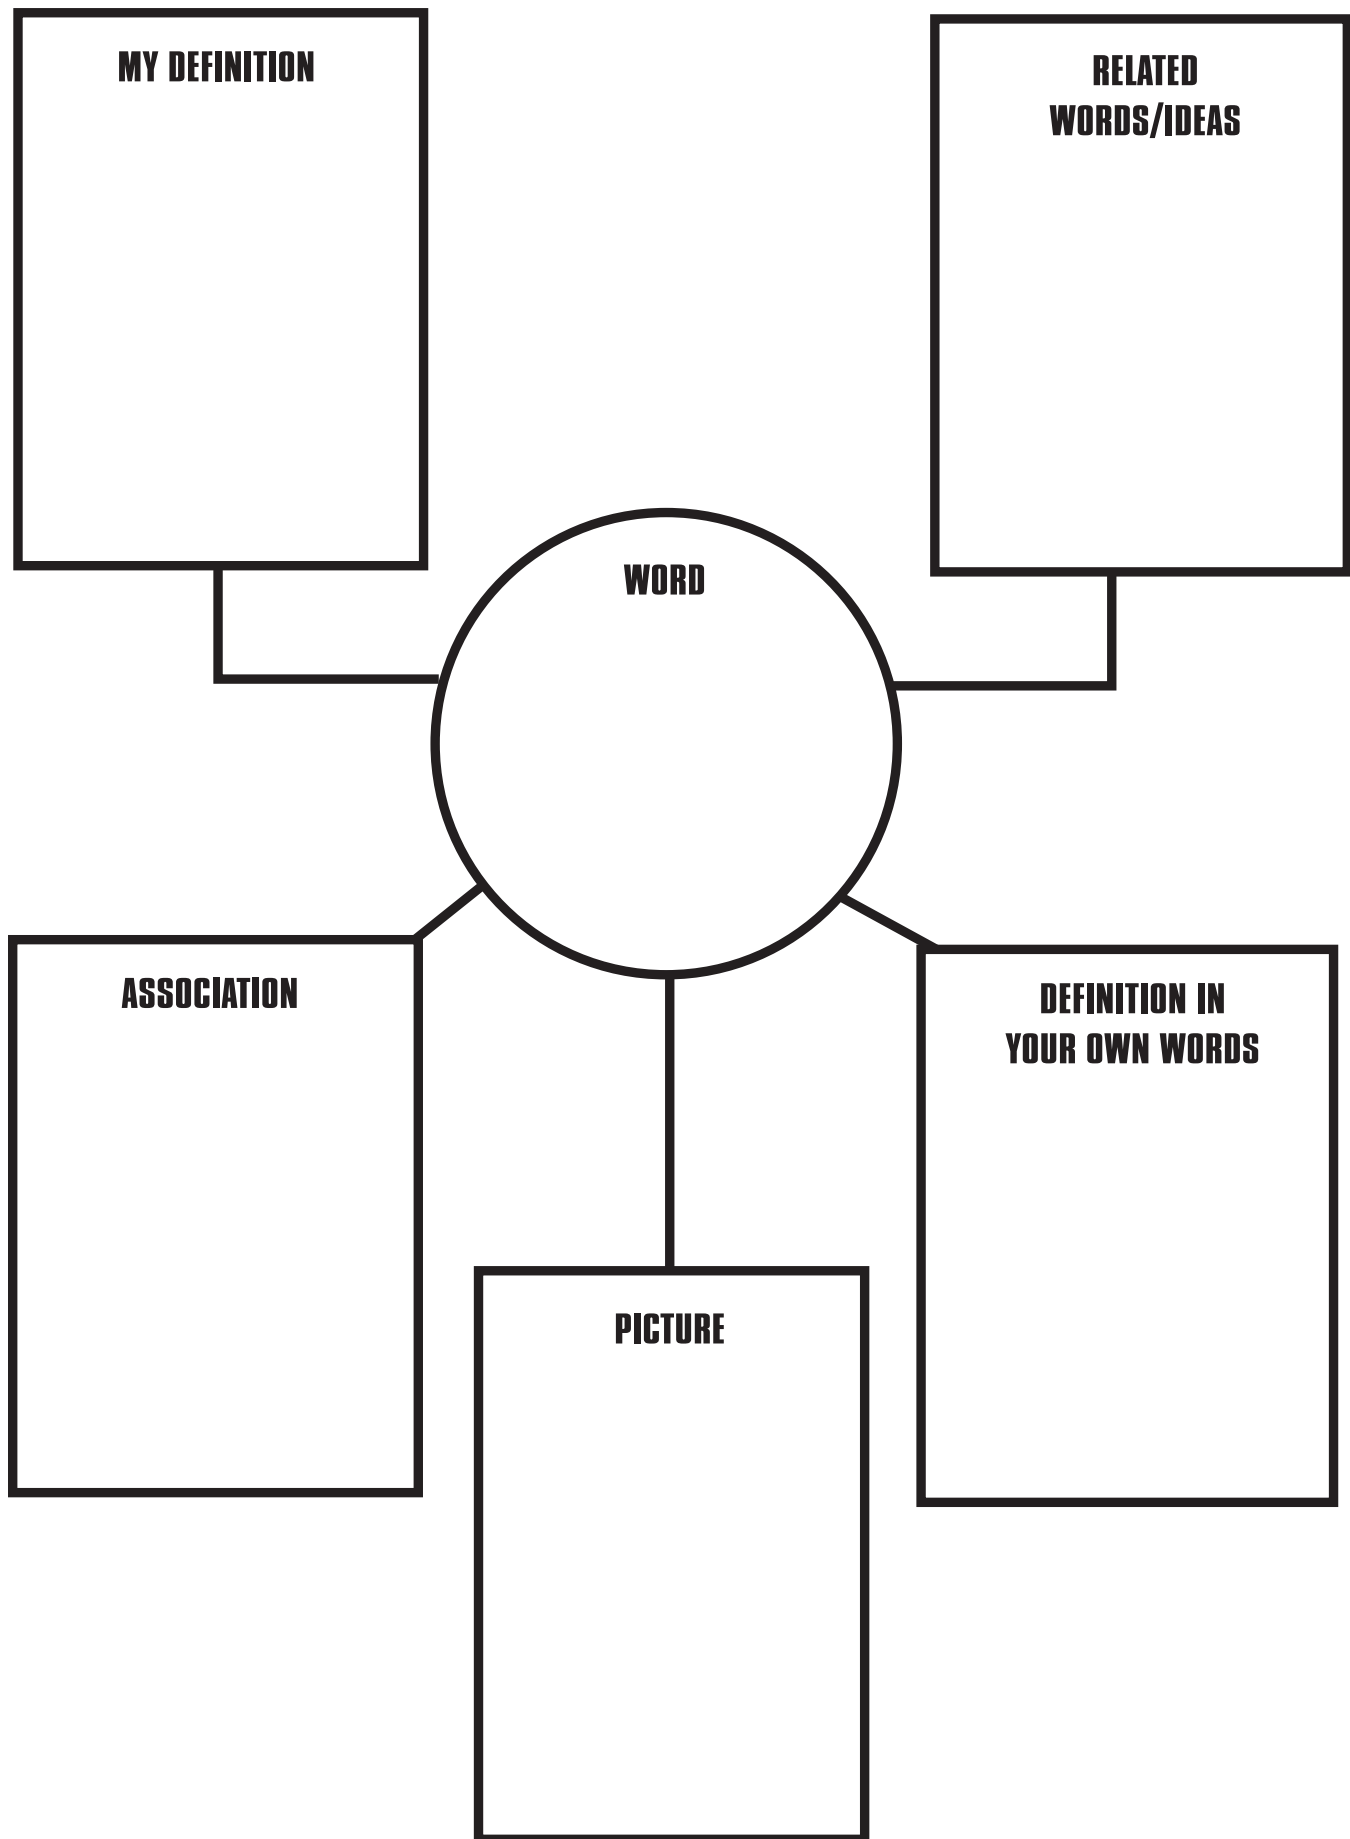 MY DEFINITION
RELATED
WORDS/IDEAS
WORD
ASSOCIATION
DEFINITION IN
YOUR OWN WORDS
PICTURE